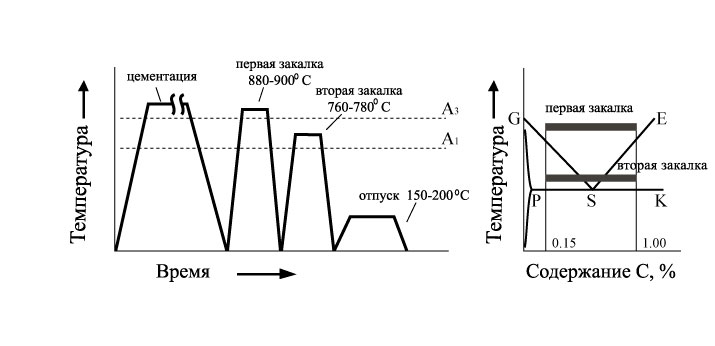 цементация
первая закалка
880-900⁰ C
вторая закалка
760-780⁰ C
A₃
A₁
отпуск 150-200⁰C
Температура
Время
G
первая закалка
E
вторая закалка
P
S
K
0.15
1.00
Температура
Содержание C, %